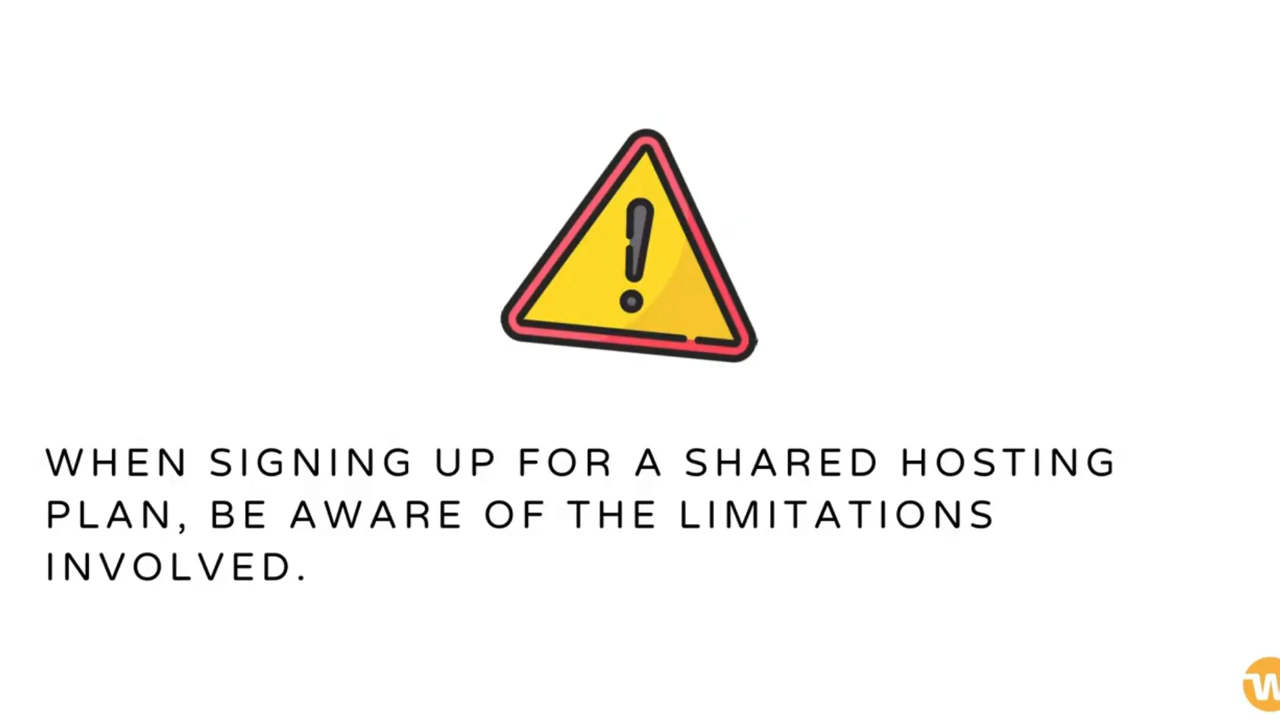 WHEN SIGNING UP FOR A SHARED HOSTING
PLAN, BE AWARE OF THE LIMITATIONS
INVOLVED.
W